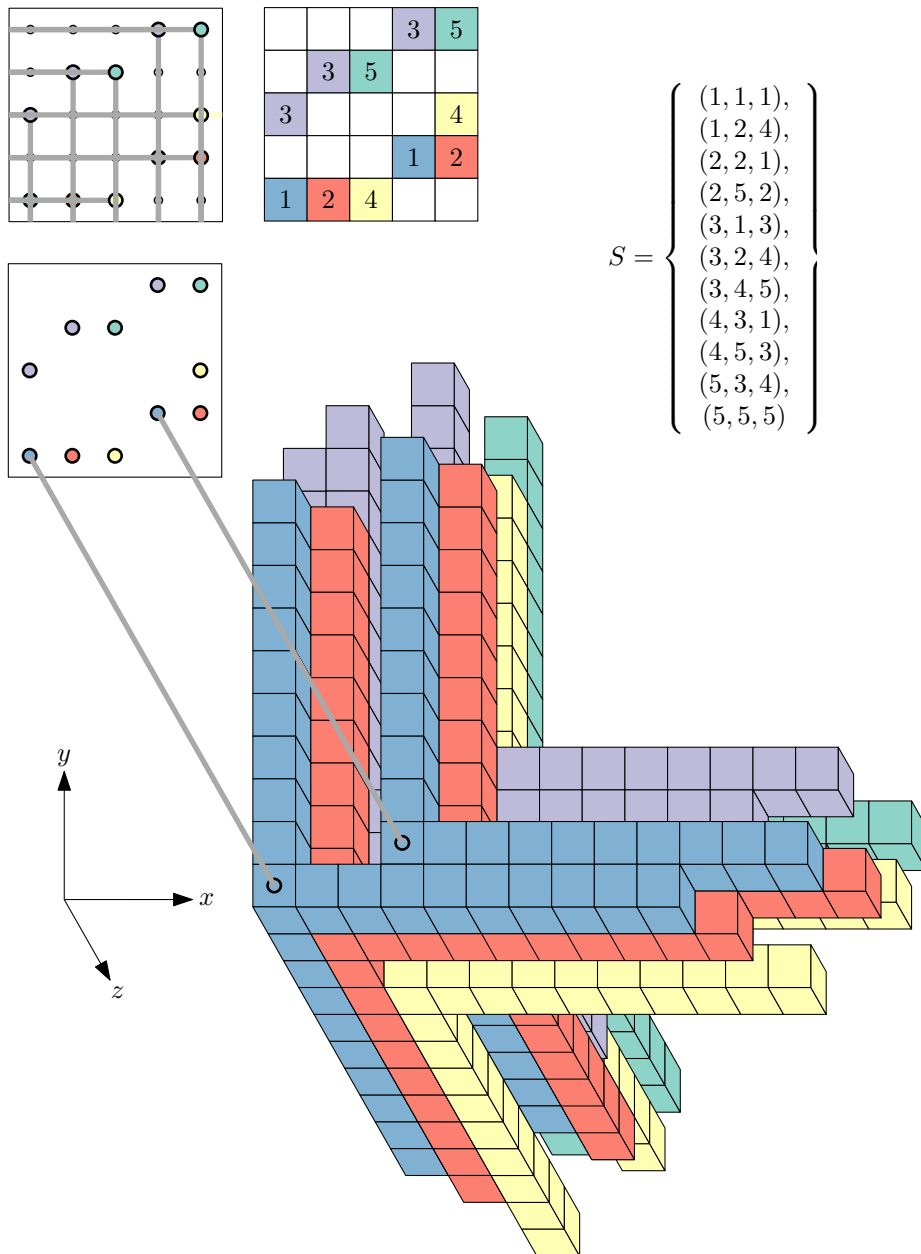 3 5
3 5
3 4
1 2
1 2 4
S = { (1, 1, 1),
(1, 2, 4),
(2, 2, 1),
(2, 5, 2),
(3, 1, 3),
(3, 2, 4),
(3, 4, 5),
(4, 3, 1),
(4, 5, 3),
(5, 3, 4),
(5, 5, 5) }
y
x
z